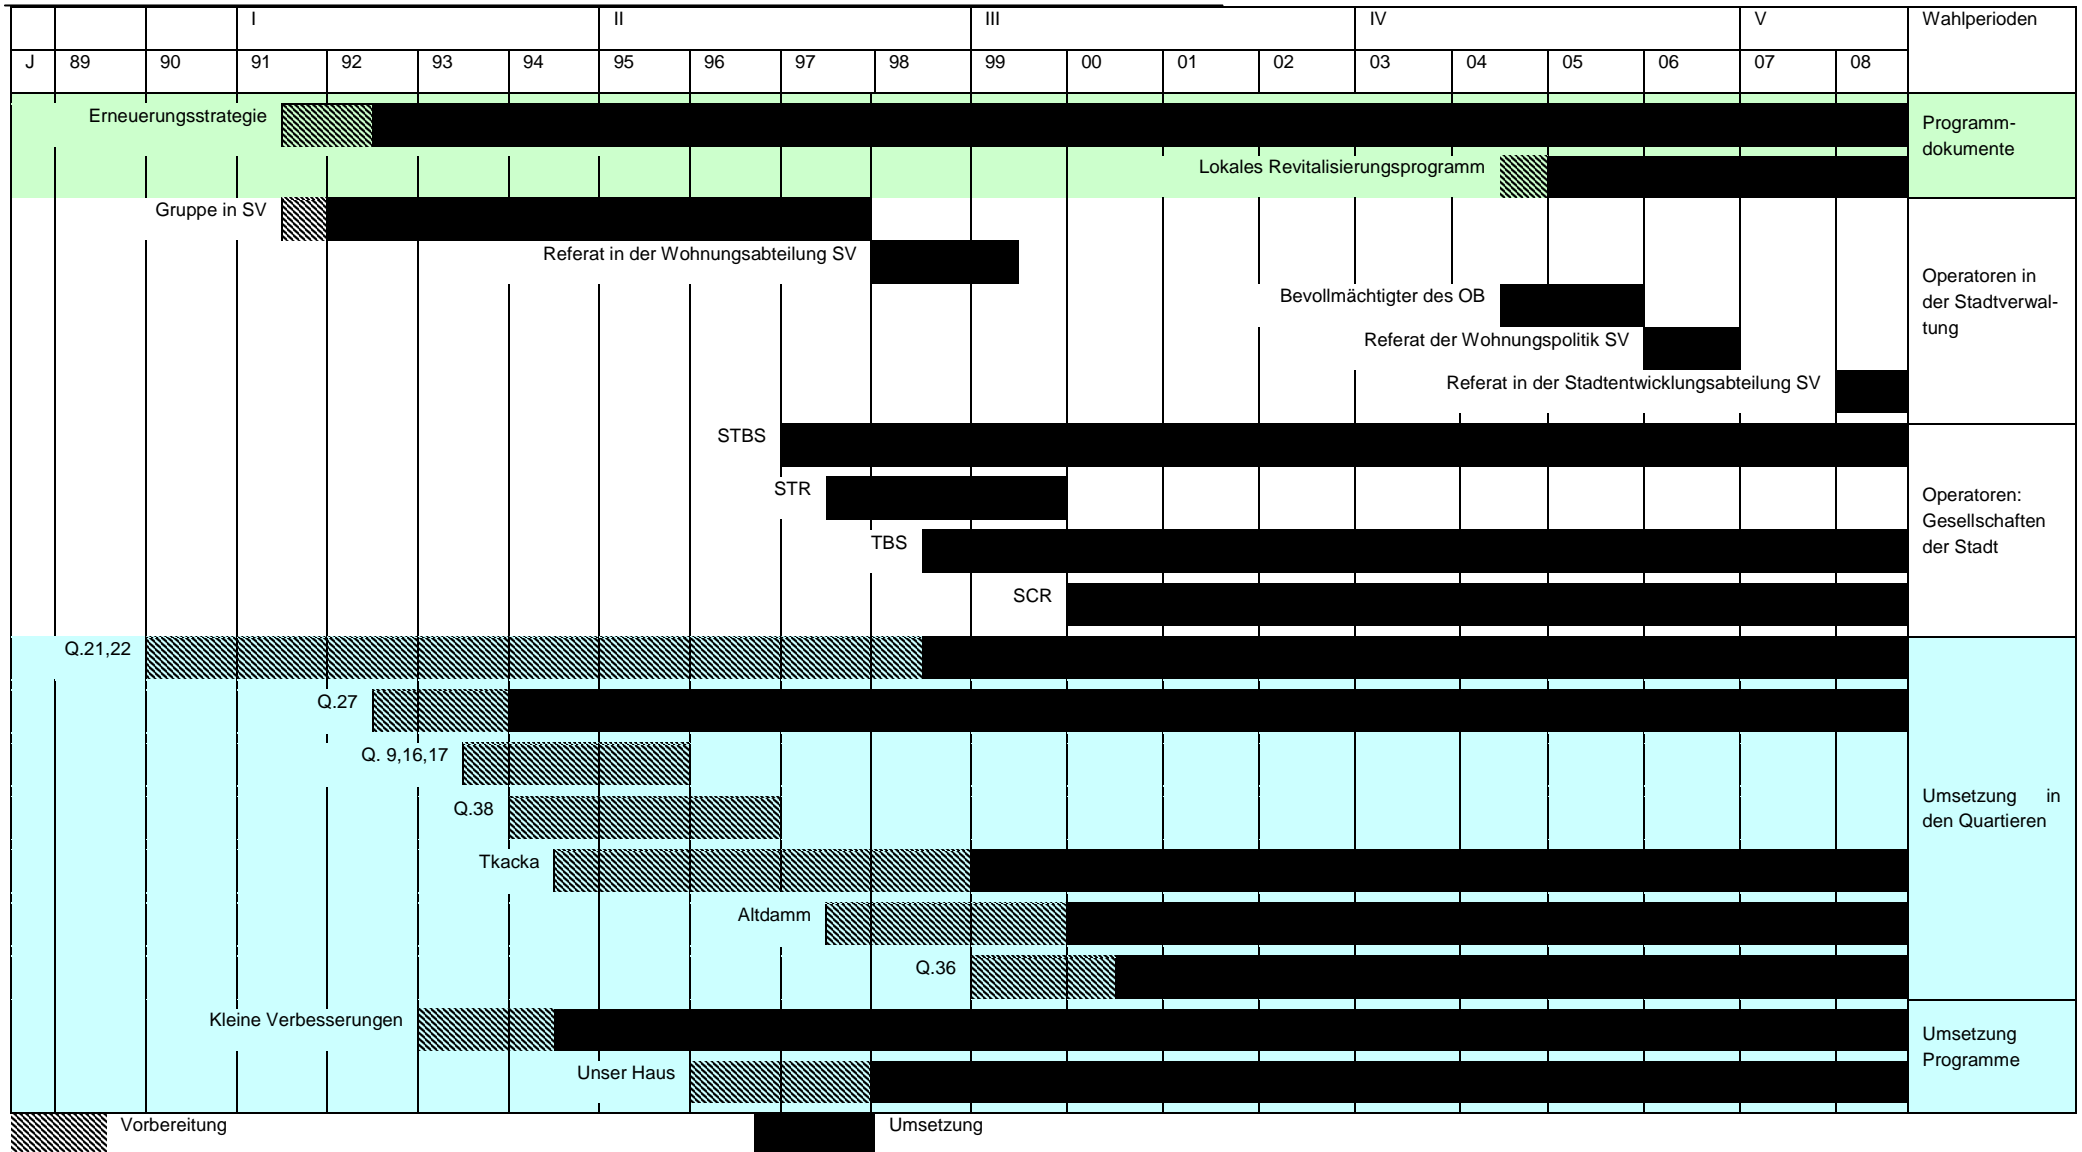 I II III IV V Wahlperioden
J 89 90 91 92 93 94 95 96 97 98 99 00 01 02 03 04 05 06 07 08
Erneuerungsstrategie
Programm-
dokumente
Lokales Revitalisierungsprogramm
Gruppe in SV
Referat in der Wohnungsabteilung SV
Operatoren in
der Stadtverwal-
tung
Bevollmächtigter des OB
Referat der Wohnungspolitik SV
Referat in der Stadtentwicklungsabteilung SV
STBS
STR
Operatoren:
Gesellschaften
der Stadt
TBS
SCR
Q.21,22
Q.27
Q. 9,16,17
Q.38
Umsetzung in
den Quartieren
Tkacka
Altdamm
Q.36
Kleine Verbesserungen
Umsetzung
Programme
Unser Haus
Vorbereitung Umsetzung